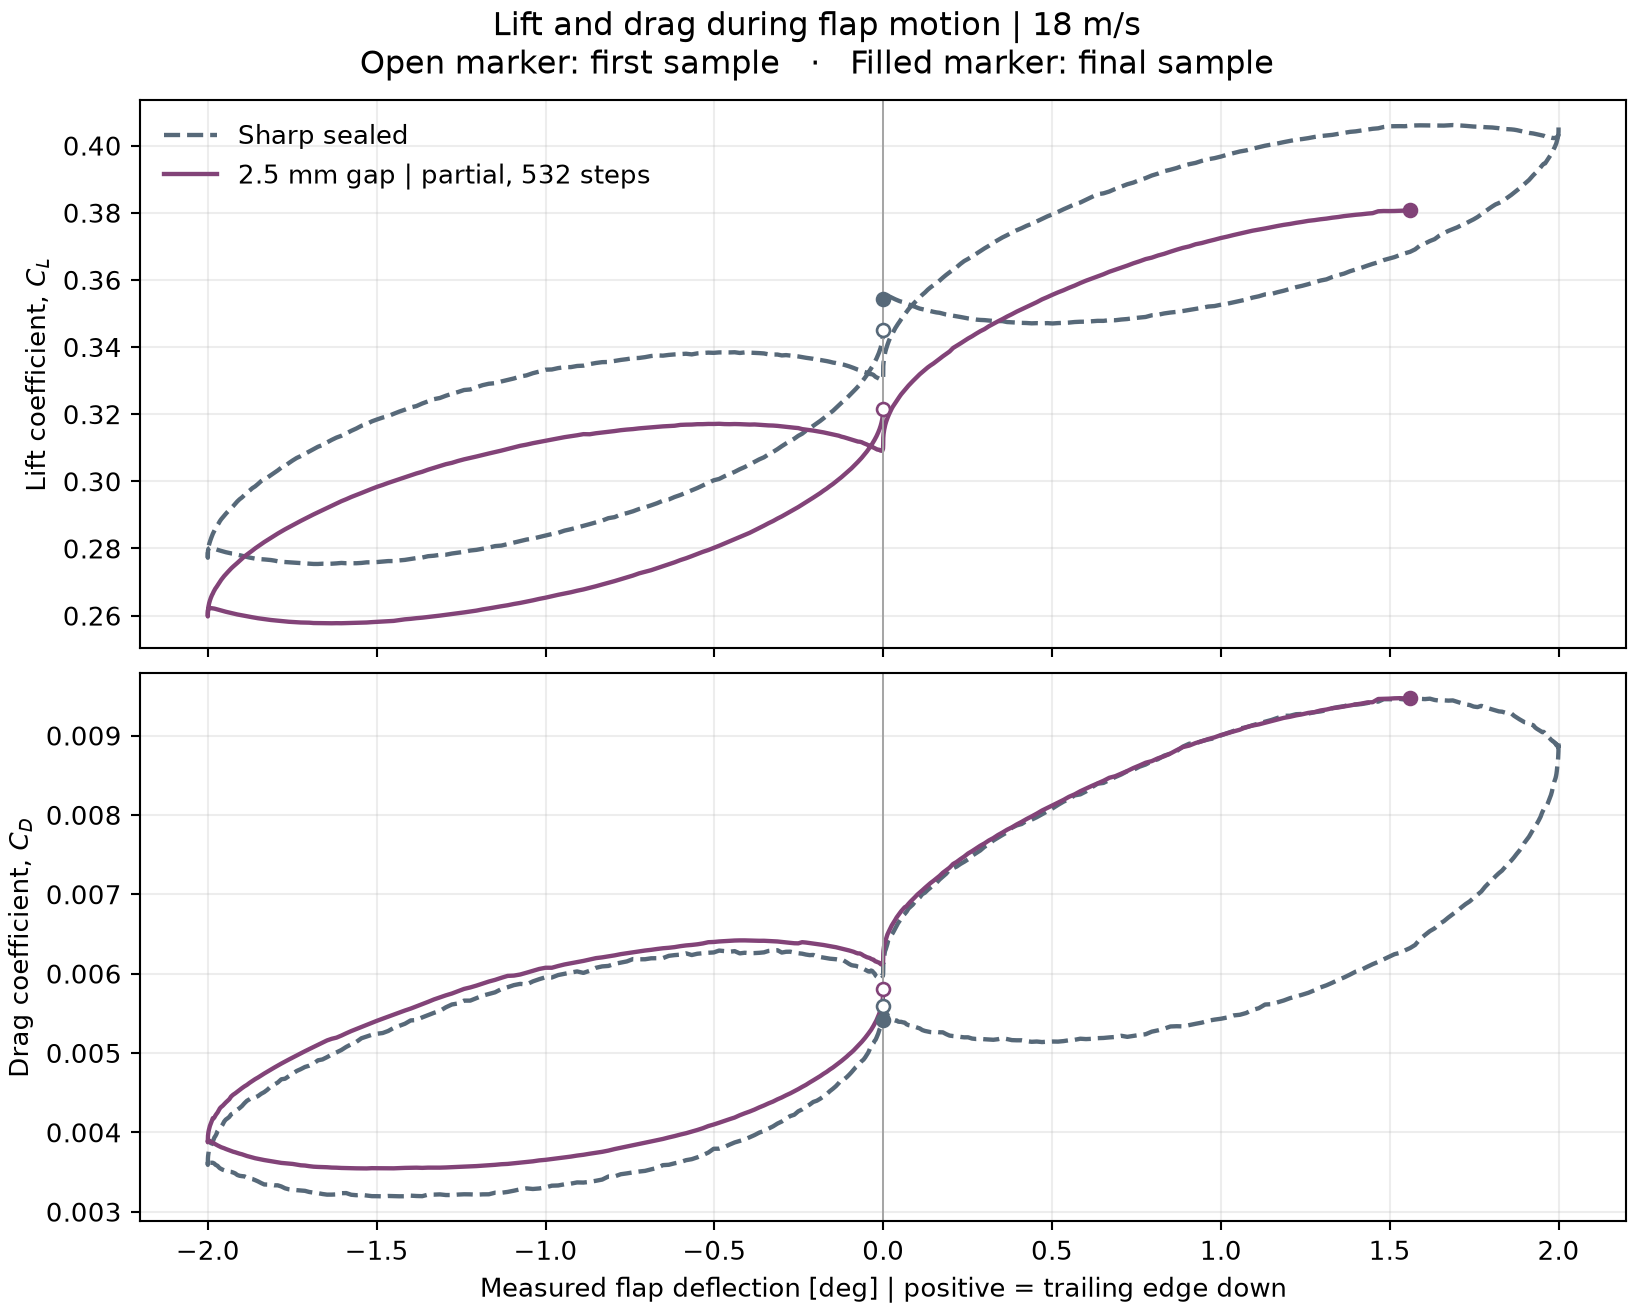 Lift and drag during flap motion | 18 m/s
Open marker: first sample · Filled marker: final sample
Sharp sealed
2.5 mm gap | partial, 532 steps
Lift coefficient, C_L
0.40
0.38
0.36
0.34
0.32
0.30
0.28
0.26
Drag coefficient, C_D
0.009
0.008
0.007
0.006
0.005
0.004
0.003
−2.0 −1.5 −1.0 −0.5 0.0 0.5 1.0 1.5 2.0
Measured flap deflection [deg] | positive = trailing edge down